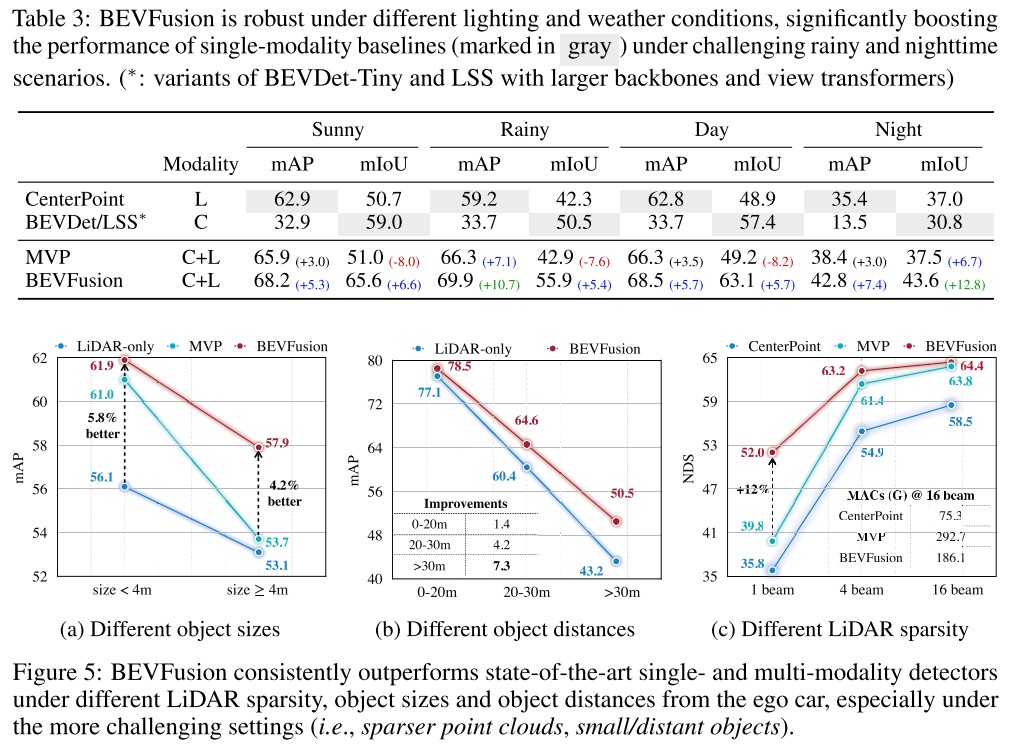 Table 3: BEVFusion is robust under different lighting and weather conditions, significantly boosting
the performance of single-modality baselines (marked in gray ) under challenging rainy and nighttime
scenarios. (*: variants of BEVDet-Tiny and LSS with larger backbones and view transformers)
Sunny Rainy Day Night
Modality mAP mIoU mAP mIoU mAP mIoU mAP mIoU
CenterPoint L 62.9 50.7 59.2 42.3 62.8 48.9 35.4 37.0
BEVDet/LSS* C 32.9 59.0 33.7 50.5 33.7 57.4 13.5 30.8
MVP C+L 65.9 (+3.0) 51.0 (-8.0) 66.3 (+7.1) 42.9 (-7.6) 66.3 (+3.5) 49.2 (-8.2) 38.4 (+3.0) 37.5 (+6.7)
BEVFusion C+L 68.2 (+5.3) 65.6 (+6.6) 69.9 (+10.7) 55.9 (+5.4) 68.5 (+5.7) 63.1 (+5.7) 42.8 (+7.4) 43.6 (+12.8)
LiDAR-only MVP BEVFusion
62
60
58
56
54
52
mAP
61.9
61.0
5.8%
better
56.1
57.9
4.2%
better
53.7
53.1
size < 4m size ≥ 4m
(a) Different object sizes
LiDAR-only BEVFusion
80
72
64
56
48
40
mAP
78.5
77.1
64.6
60.4
50.5
43.2
Improvements
0-20m 1.4
20-30m 4.2
>30m 7.3
0-20m 20-30m >30m
(b) Different object distances
CenterPoint MVP BEVFusion
65
59
53
47
41
35
NDS
63.2
64.4
63.8
61.4
58.5
54.9
52.0
+12%
39.8
35.8
MACs (G) @ 16 beam
CenterPoint 75.3
MVP 292.7
BEVFusion 186.1
1 beam 4 beam 16 beam
(c) Different LiDAR sparsity
Figure 5: BEVFusion consistently outperforms state-of-the-art single- and multi-modality detectors
under different LiDAR sparsity, object sizes and object distances from the ego car, especially under
the more challenging settings (i.e., sparser point clouds, small/distant objects).